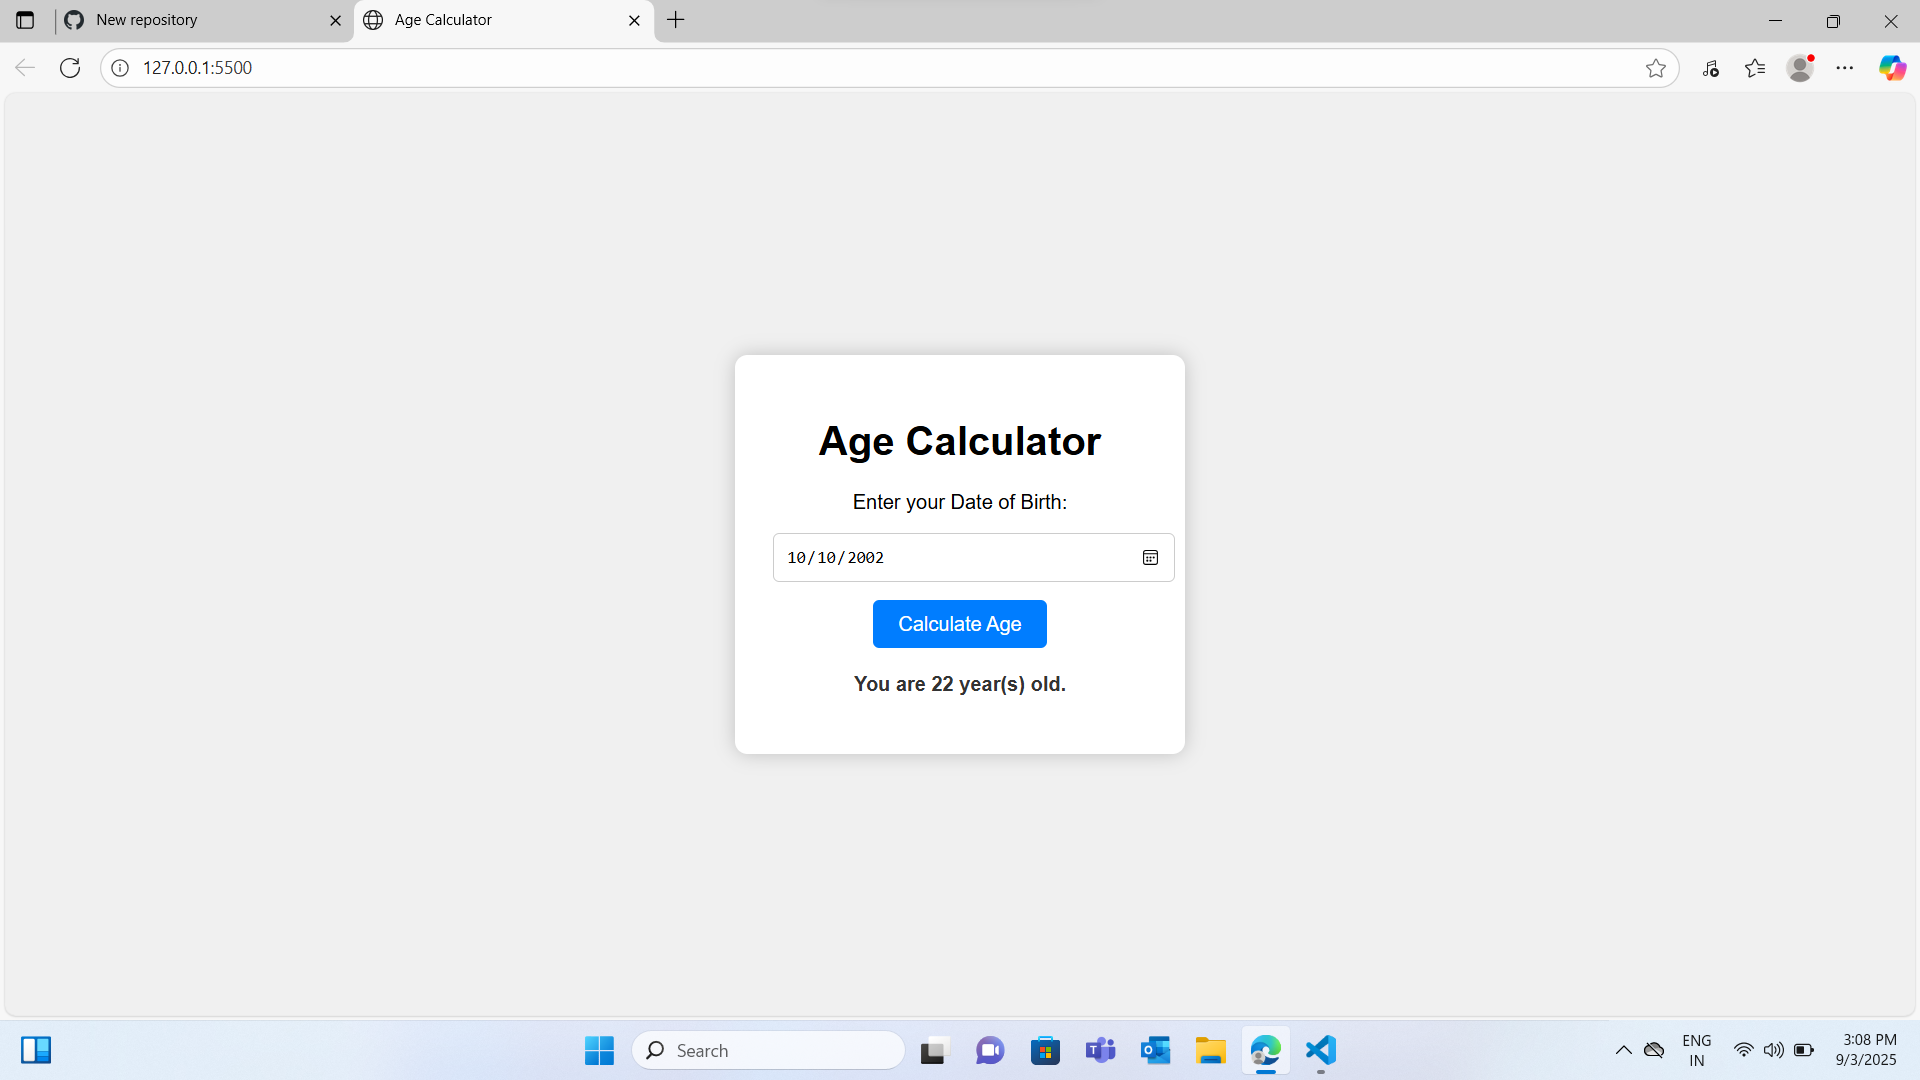 New repository
Age Calculator
127.0.0.1:5500
Age Calculator
Enter your Date of Birth:
10/10/2002
Calculate Age
You are 22 year(s) old.
Search
ENG
IN
3:08 PM
9/3/2025